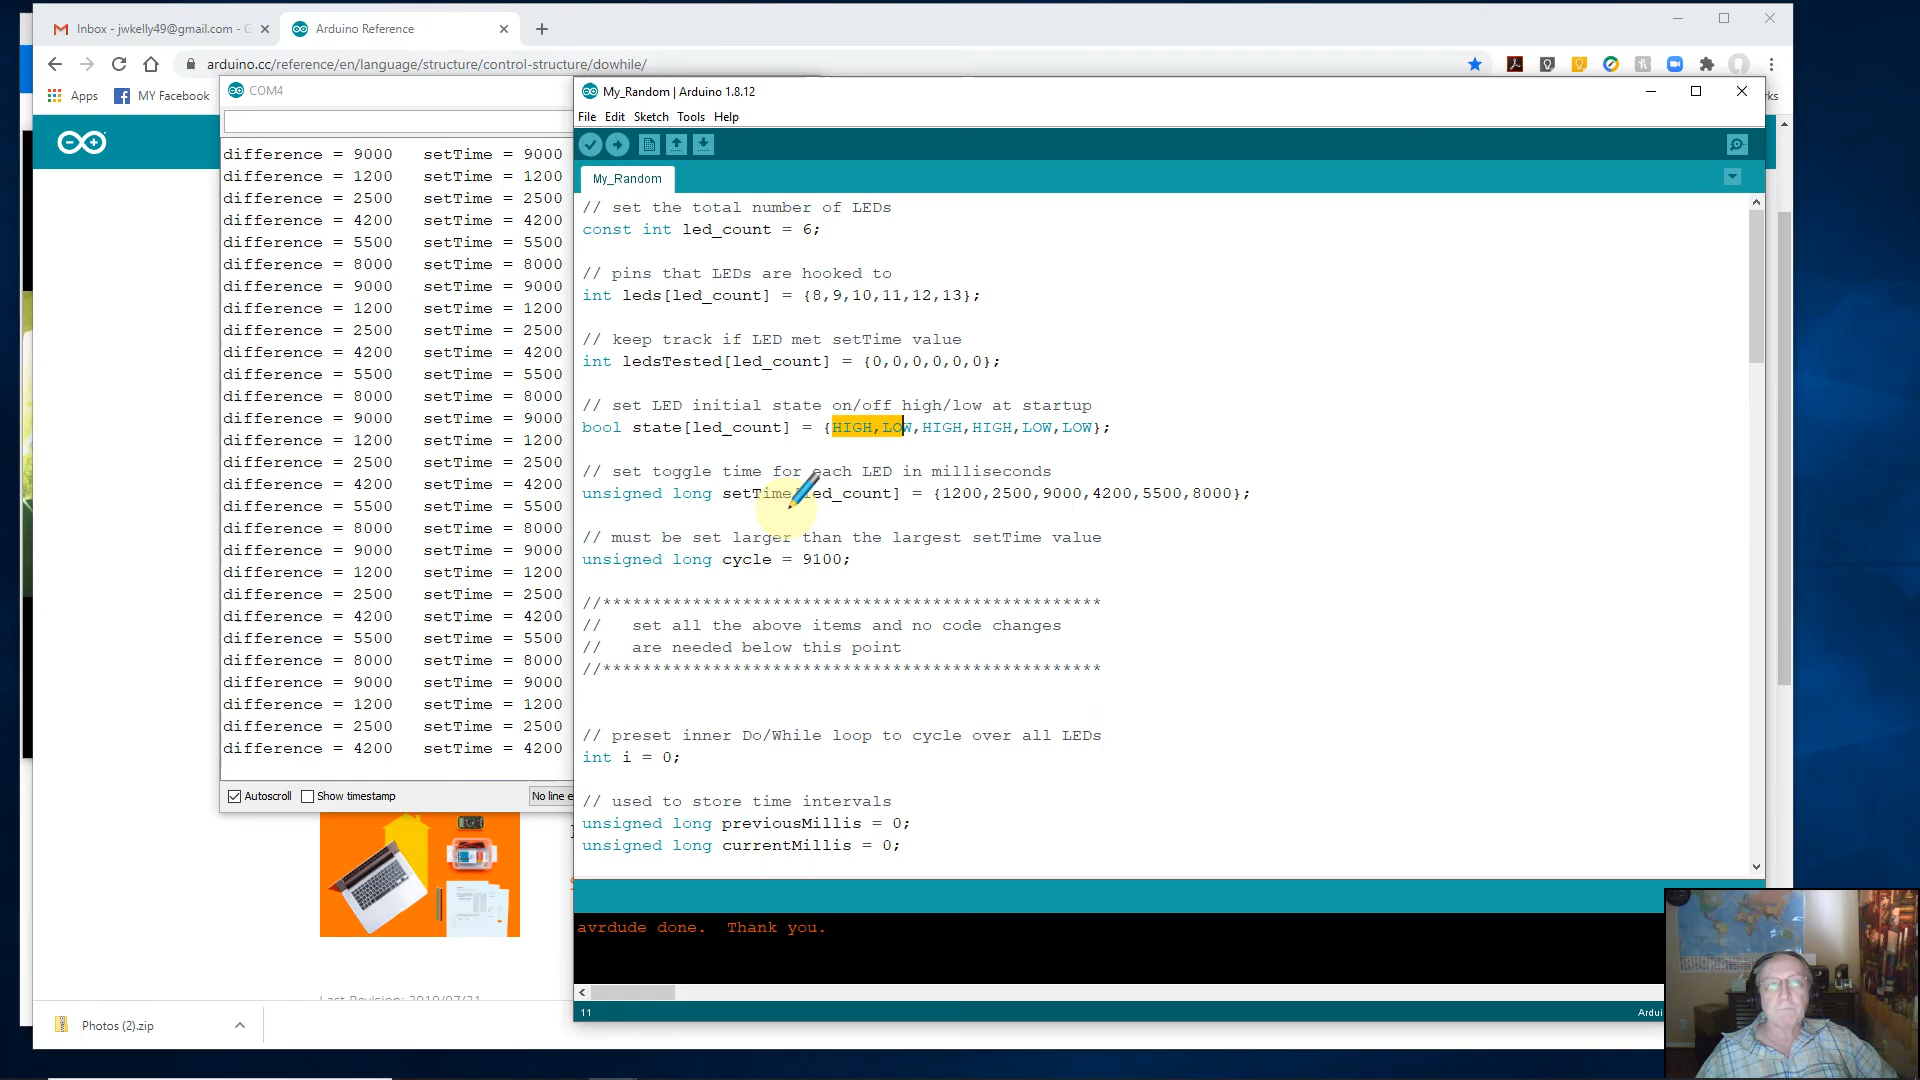 Inbox - jwkelly49@gmail.com - G
Arduino Reference
arduino.cc/reference/en/language/structure/control-structure/dowhile/
Apps
MY Facebook
ks
COM4
difference = 9000   setTime = 9000
difference = 1200   setTime = 1200
difference = 2500   setTime = 2500
difference = 4200   setTime = 4200
difference = 5500   setTime = 5500
difference = 8000   setTime = 8000
difference = 9000   setTime = 9000
difference = 1200   setTime = 1200
difference = 2500   setTime = 2500
difference = 4200   setTime = 4200
difference = 5500   setTime = 5500
difference = 8000   setTime = 8000
difference = 9000   setTime = 9000
difference = 1200   setTime = 1200
difference = 2500   setTime = 2500
difference = 4200   setTime = 4200
difference = 5500   setTime = 5500
difference = 8000   setTime = 8000
difference = 9000   setTime = 9000
difference = 1200   setTime = 1200
difference = 2500   setTime = 2500
difference = 4200   setTime = 4200
difference = 5500   setTime = 5500
difference = 8000   setTime = 8000
difference = 9000   setTime = 9000
difference = 1200   setTime = 1200
difference = 2500   setTime = 2500
difference = 4200   setTime = 4200
Autoscroll
Show timestamp
No line e
My_Random | Arduino 1.8.12
File Edit Sketch Tools Help
My_Random
// set the total number of LEDs
const int led_count = 6;
// pins that LEDs are hooked to
int leds[led_count] = {8,9,10,11,12,13};
// keep track if LED met setTime value
int ledsTested[led_count] = {0,0,0,0,0,0};
// set LED initial state on/off high/low at startup
bool state[led_count] = {HIGH,LOW,HIGH,HIGH,LOW,LOW};
// set toggle time for each LED in milliseconds
unsigned long setTime[led_count] = {1200,2500,9000,4200,5500,8000};
// must be set larger than the largest setTime value
unsigned long cycle = 9100;
//**************************************************
//   set all the above items and no code changes
//   are needed below this point
//**************************************************
// preset inner Do/While loop to cycle over all LEDs
int i = 0;
// used to store time intervals
unsigned long previousMillis = 0;
unsigned long currentMillis = 0;
avrdude done.  Thank you.
11
Ardui
Last Revision: 2019/07/21
Photos (2).zip